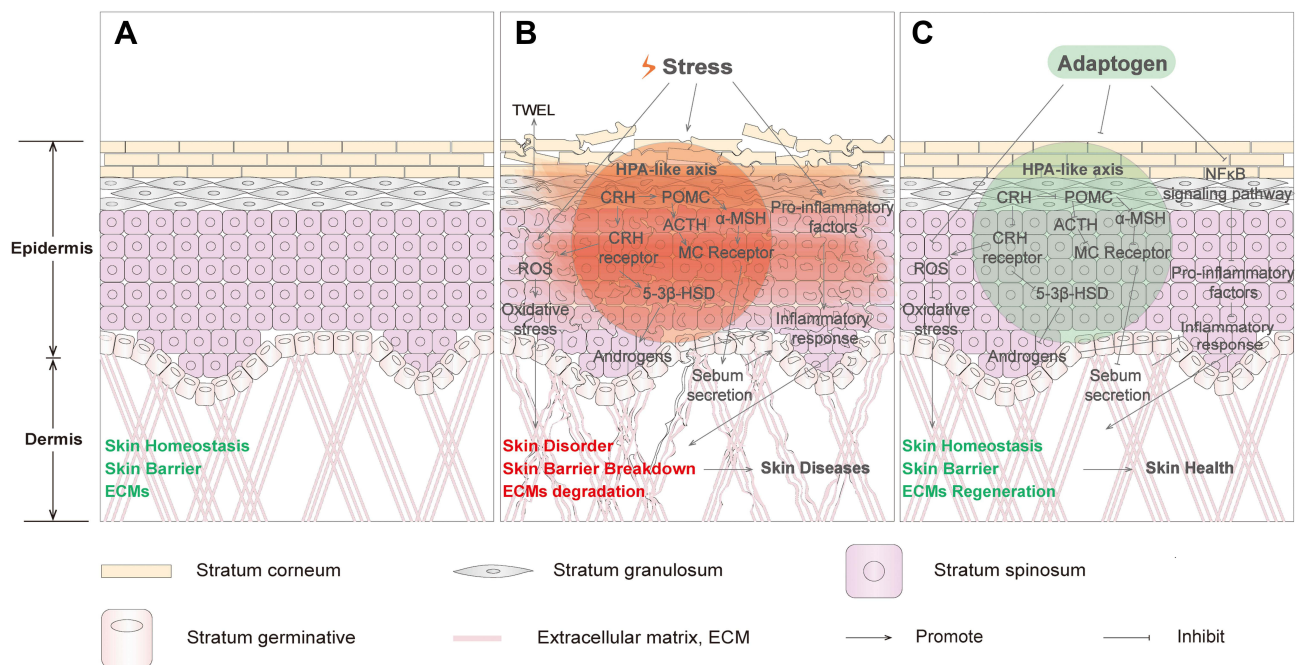 A
B
C
Stress
Adaptogen
TWEL
Epidermis
Dermis
Skin Homeostasis
Skin Barrier
ECMs
HPA-like axis
CRH
POMC
α-MSH
ACTH
CRH
receptor
MC Receptor
5-3β-HSD
Pro-inflammatory
factors
ROS
Oxidative
stress
Inflammatory
response
Androgens
Sebum
secretion
Skin Disorder
Skin Barrier Breakdown
ECMs degradation
Skin Diseases
HPA-like axis
CRH
POMC
α-MSH
ACTH
CRH
receptor
MC Receptor
5-3β-HSD
NFκB
signaling pathway
Pro-inflammatory
factors
ROS
Oxidative
stress
Inflammatory
response
Androgens
Sebum
secretion
Skin Homeostasis
Skin Barrier
ECMs Regeneration
Skin Health
Stratum corneum
Stratum granulosum
Stratum spinosum
Stratum germinative
Extracellular matrix, ECM
Promote
Inhibit